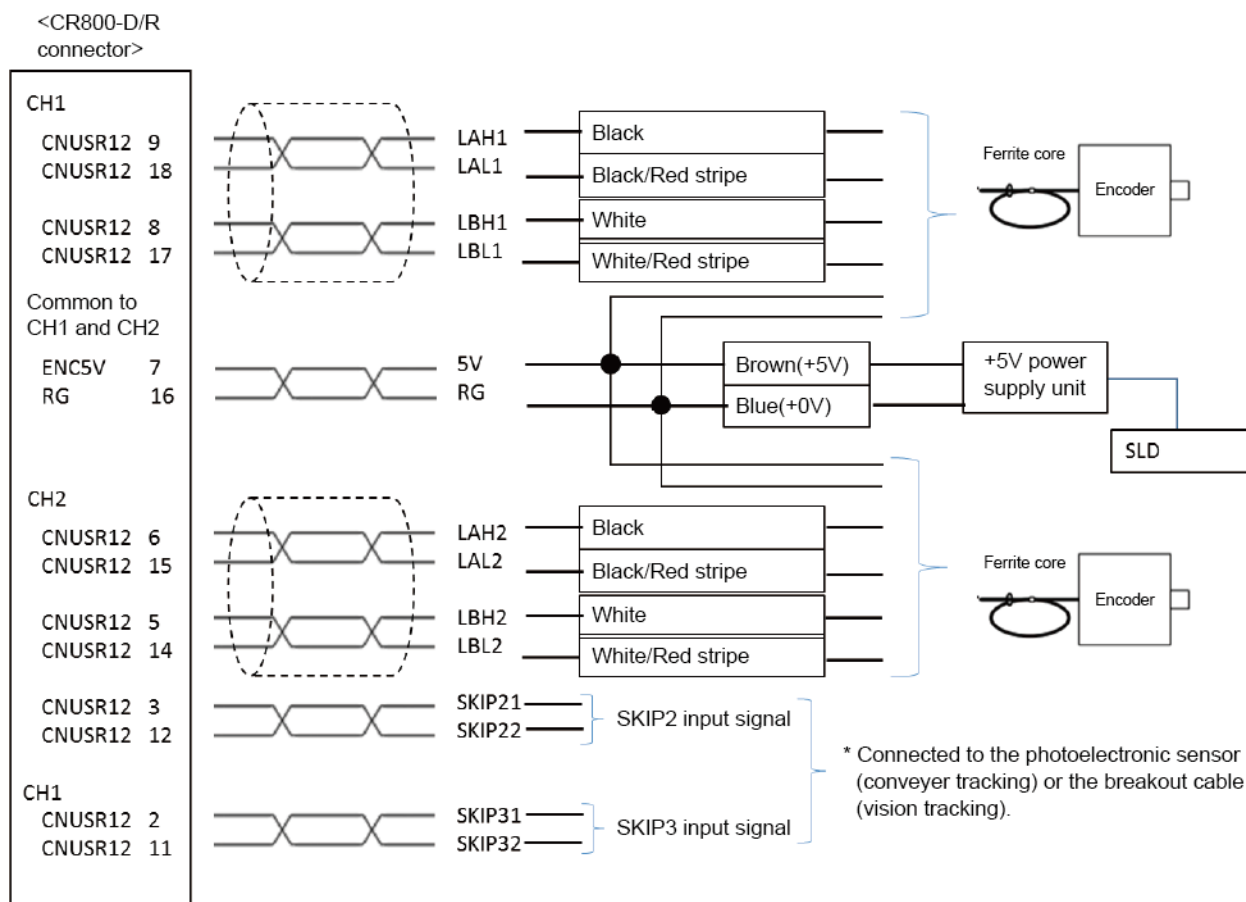 <CR800-D/R
connector>
CH1
CNUSR12 9
CNUSR12 18
CNUSR12 8
CNUSR12 17
Common to
CH1 and CH2
ENC5V 7
RG 16
CH2
CNUSR12 6
CNUSR12 15
CNUSR12 5
CNUSR12 14
CNUSR12 3
CNUSR12 12
CH1
CNUSR12 2
CNUSR12 11
LAH1
LAL1
LBH1
LBL1
5V
RG
LAH2
LAL2
LBH2
LBL2
SKIP21
SKIP22
SKIP31
SKIP32
Black
Black/Red stripe
White
White/Red stripe
Brown(+5V)
Blue(+0V)
Black
Black/Red stripe
White
White/Red stripe
SKIP2 input signal
SKIP3 input signal
Ferrite core
Encoder
+5V power
supply unit
SLD
Ferrite core
Encoder
* Connected to the photoelectronic sensor
(conveyer tracking) or the breakout cable
(vision tracking).